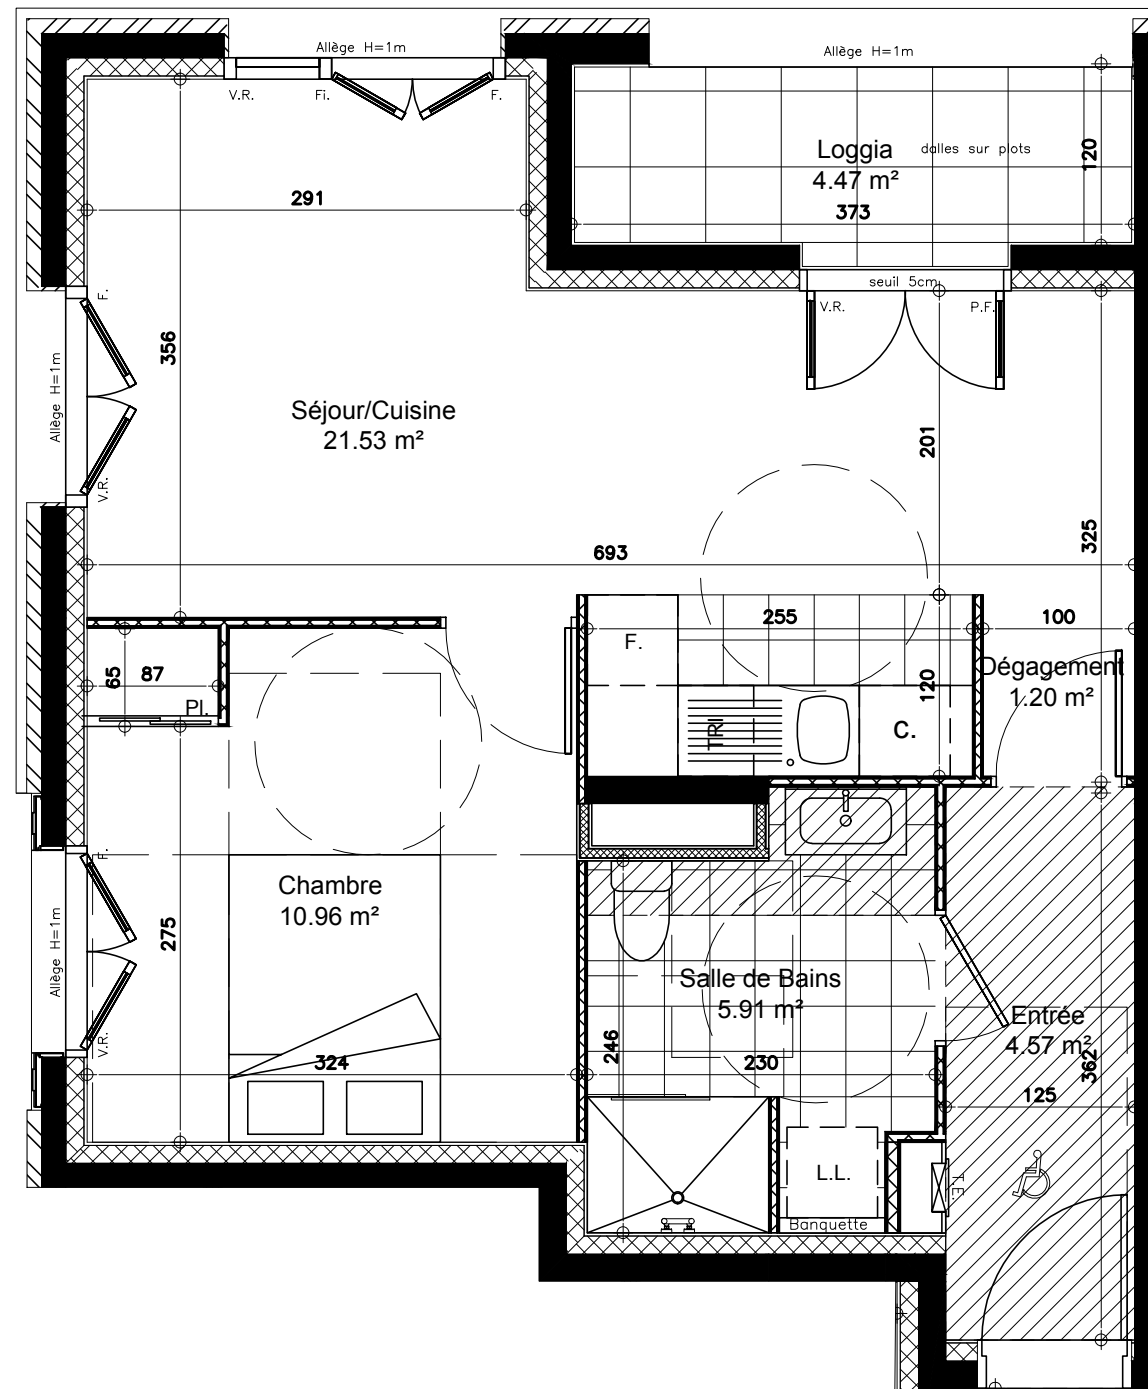 Allège H=1m
Allège H=1m
V.R.
Fi.
F.
Loggia
4.47 m²
dalles sur plots
120
373
291
seuil 5cm
V.R.
P.F.
F.
Allège H=1m
V.R.
356
Séjour/Cuisine
21.53 m²
201
325
693
255
100
F.
65
87
Pl.
TRI
C.
120
Dégagement
1.20 m²
F.
Allège H=1m
V.R.
Chambre
10.96 m²
275
324
Salle de Bains
5.91 m²
246
230
Entrée
4.57 m²
362
125
L.L.
Banquette
T.E.